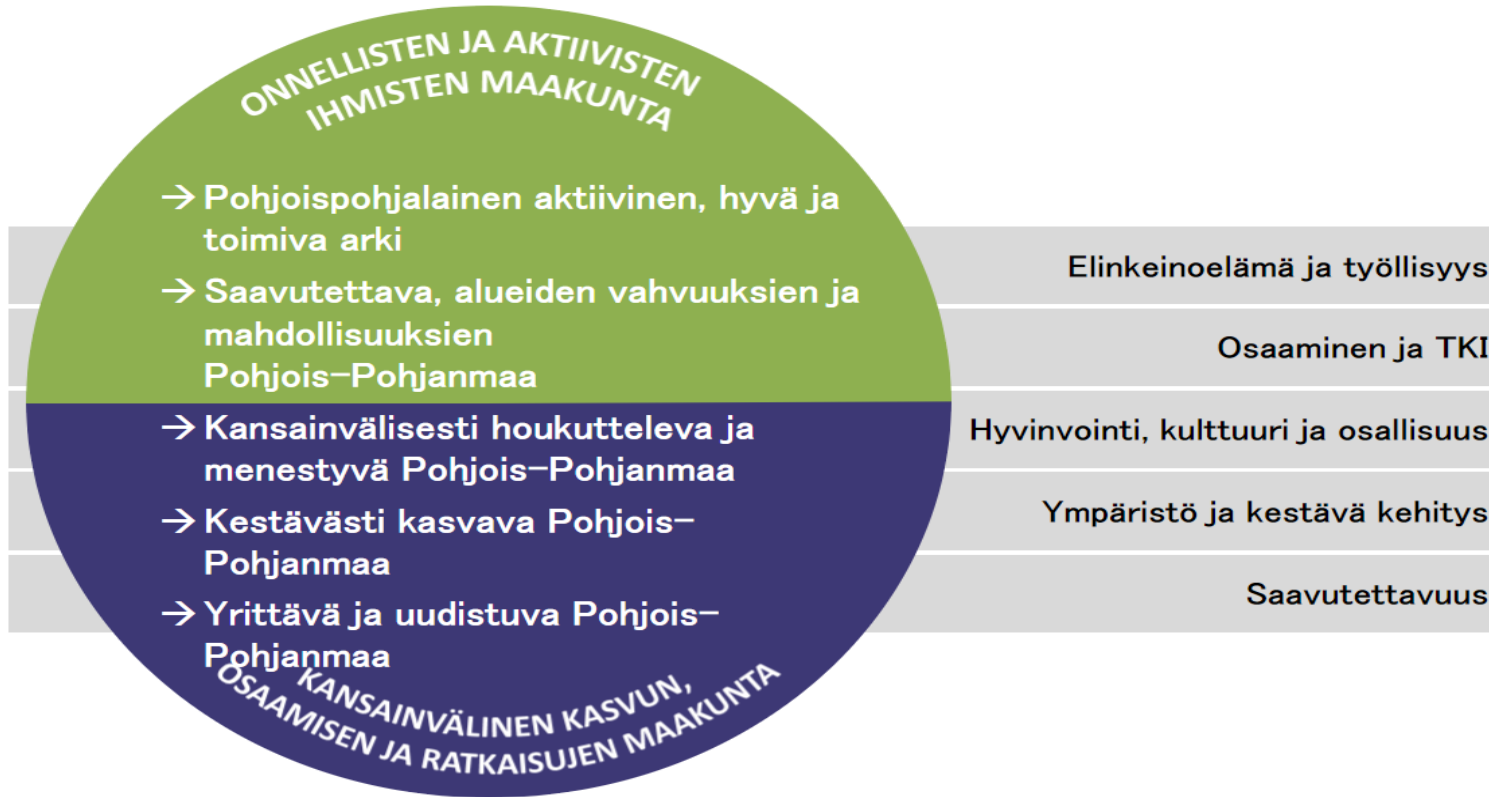 ONNELLISTEN JA AKTIIVISTEN
IHMISTEN MAAKUNTA
→ Pohjoispohjalainen aktiivinen, hyvä ja
toimiva arki
→ Saavutettava, alueiden vahvuuksien ja
mahdollisuuksien
Pohjois-Pohjanmaa
→ Kansainvälisesti houkutteleva ja
menestyvä Pohjois-Pohjanmaa
→ Kestävästi kasvava Pohjois-
Pohjanmaa
→ Yrittävä ja uudistuva Pohjois-
Pohjanmaa
KANSAINVÄLINEN KASVUN,
OSAAMISEN JA RATKAISUJEN MAAKUNTA
Elinkeinoelämä ja työllisyys
Osaaminen ja TKI
Hyvinvointi, kulttuuri ja osallisuus
Ympäristö ja kestävä kehitys
Saavutettavuus